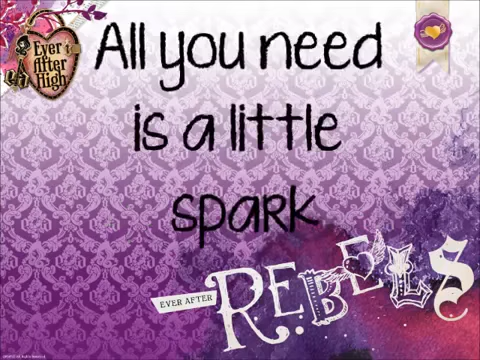 Ever
After
High
All you need
is a little
spark
EVER AFTER
REBELS